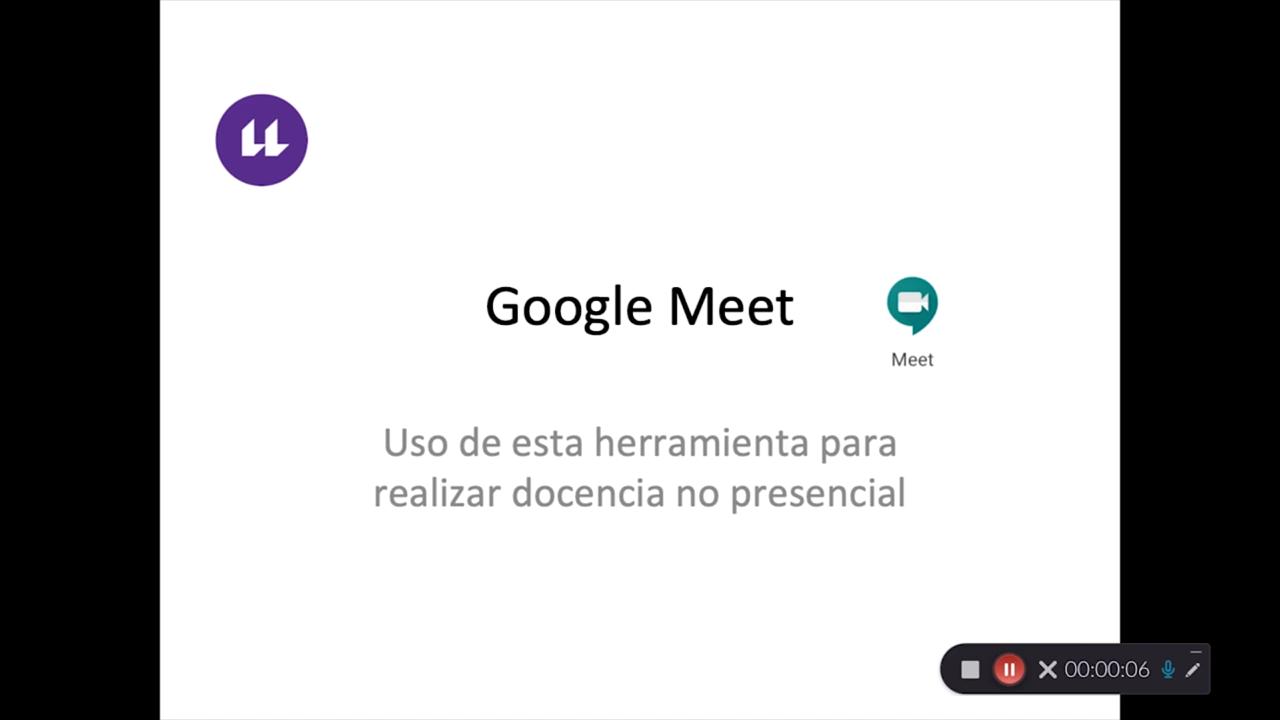 Google Meet
Meet
Uso de esta herramienta para
realizar docencia no presencial
00:00:06